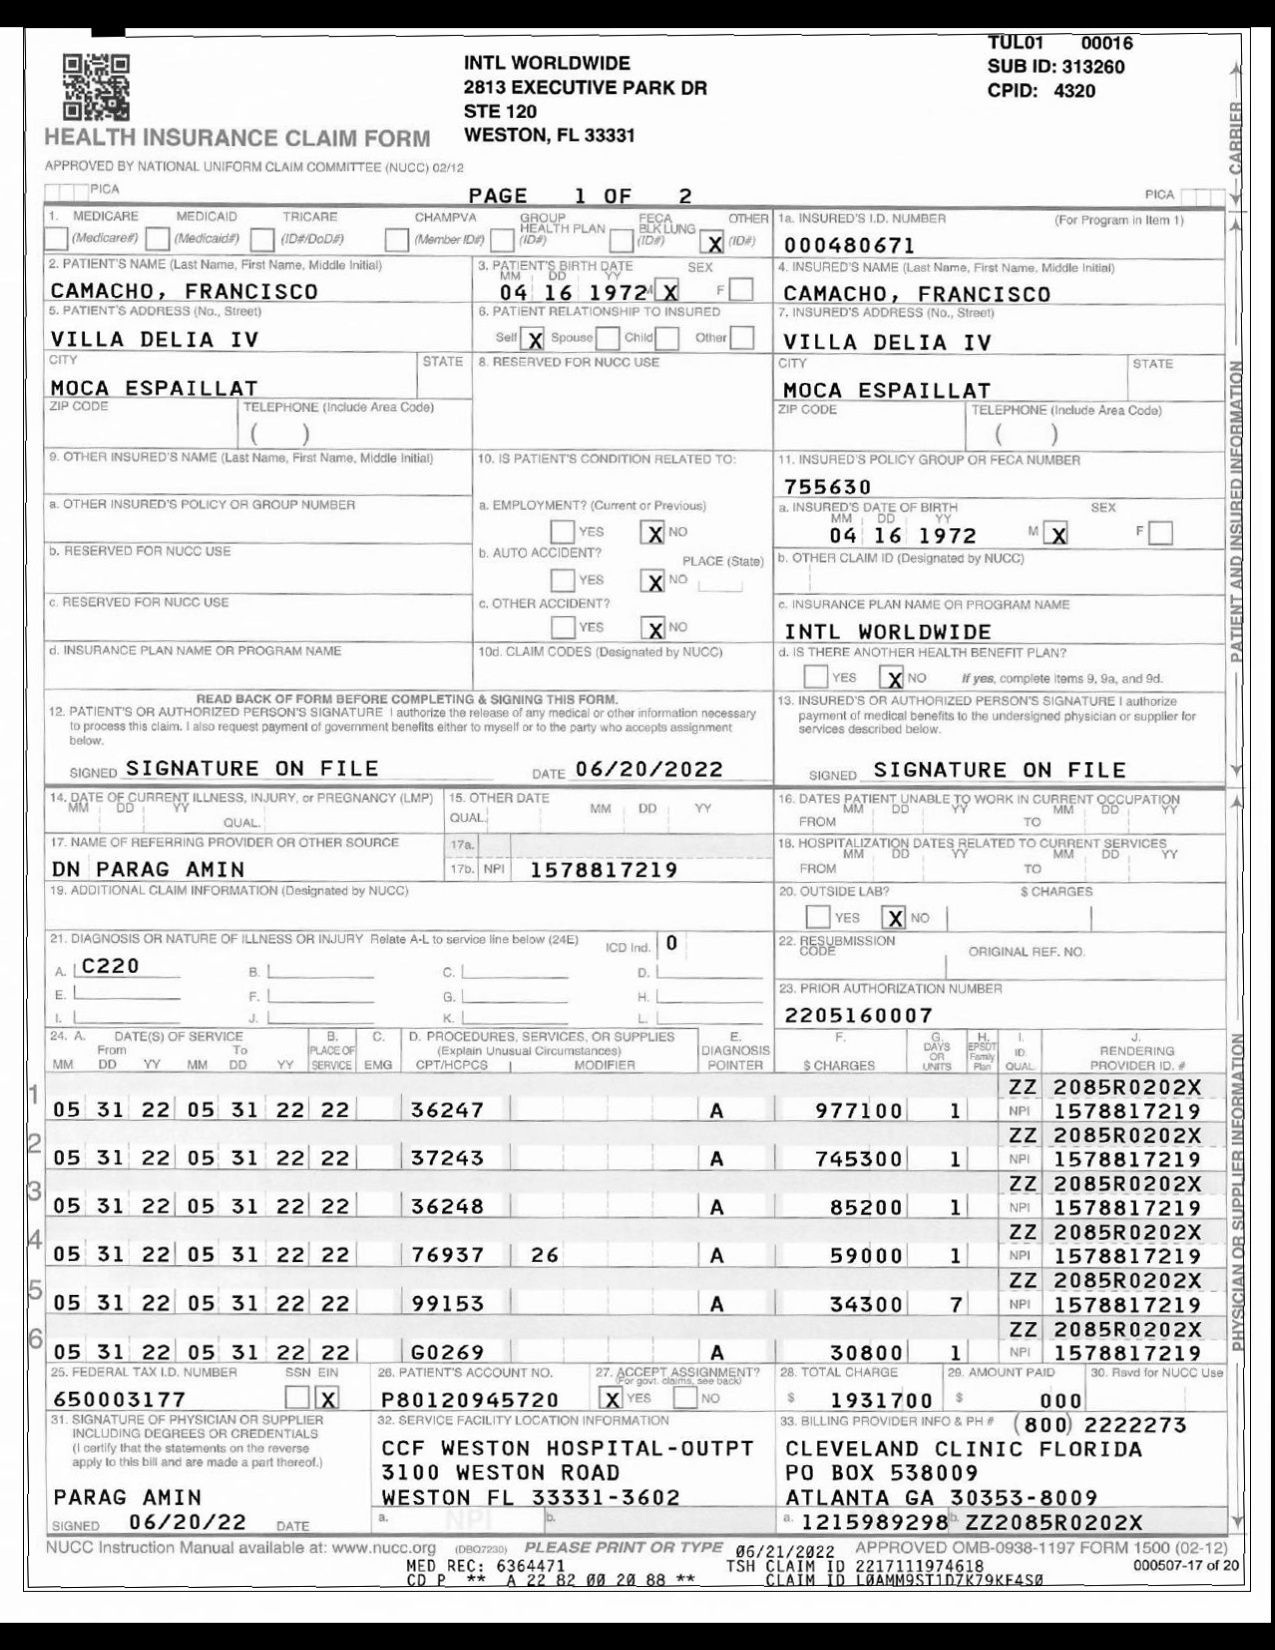 TUL01 00016
INTL WORLDWIDE
SUB ID: 313260
2813 EXECUTIVE PARK DR
CPID: 4320
STE 120
WESTON, FL 33331
HEALTH INSURANCE CLAIM FORM
APPROVED BY NATIONAL UNIFORM CLAIM COMMITTEE (NUCC) 02/12
PICA
PAGE 1 OF 2
PICA
CARRIER
1. MEDICARE MEDICAID TRICARE CHAMPVA GROUP HEALTH PLAN FECA BLK LUNG OTHER
(Medicare#) (Medicaid#) (ID#/DoD#) (Member ID#) (ID#) (ID#) X (ID#)
1a. INSURED'S I.D. NUMBER (For Program in Item 1)
000480671
2. PATIENT'S NAME (Last Name, First Name, Middle Initial)
CAMACHO, FRANCISCO
3. PATIENT'S BIRTH DATE SEX
MM DD YY
04 16 1972 X F
4. INSURED'S NAME (Last Name, First Name, Middle Initial)
CAMACHO, FRANCISCO
5. PATIENT'S ADDRESS (No., Street)
VILLA DELIA IV
6. PATIENT RELATIONSHIP TO INSURED
Self X Spouse Child Other
7. INSURED'S ADDRESS (No., Street)
VILLA DELIA IV
CITY STATE
MOCA ESPAILLAT
8. RESERVED FOR NUCC USE
CITY STATE
MOCA ESPAILLAT
ZIP CODE TELEPHONE (Include Area Code)
( )
ZIP CODE TELEPHONE (Include Area Code)
( )
9. OTHER INSURED'S NAME (Last Name, First Name, Middle Initial)
10. IS PATIENT'S CONDITION RELATED TO:
11. INSURED'S POLICY GROUP OR FECA NUMBER
755630
a. OTHER INSURED'S POLICY OR GROUP NUMBER
a. EMPLOYMENT? (Current or Previous)
YES X NO
a. INSURED'S DATE OF BIRTH SEX
MM DD YY
04 16 1972 M X F
b. RESERVED FOR NUCC USE
b. AUTO ACCIDENT? PLACE (State)
YES X NO
b. OTHER CLAIM ID (Designated by NUCC)
c. RESERVED FOR NUCC USE
c. OTHER ACCIDENT?
YES X NO
c. INSURANCE PLAN NAME OR PROGRAM NAME
INTL WORLDWIDE
d. INSURANCE PLAN NAME OR PROGRAM NAME
10d. CLAIM CODES (Designated by NUCC)
d. IS THERE ANOTHER HEALTH BENEFIT PLAN?
YES X NO If yes, complete items 9, 9a, and 9d.
PATIENT AND INSURED INFORMATION
READ BACK OF FORM BEFORE COMPLETING & SIGNING THIS FORM.
12. PATIENT'S OR AUTHORIZED PERSON'S SIGNATURE I authorize the release of any medical or other information necessary
to process this claim. I also request payment of government benefits either to myself or to the party who accepts assignment
below.
SIGNED SIGNATURE ON FILE DATE 06/20/2022
13. INSURED'S OR AUTHORIZED PERSON'S SIGNATURE I authorize
payment of medical benefits to the undersigned physician or supplier for
services described below.
SIGNED SIGNATURE ON FILE
14. DATE OF CURRENT ILLNESS, INJURY, or PREGNANCY (LMP)
MM DD YY
QUAL.
15. OTHER DATE
QUAL. MM DD YY
16. DATES PATIENT UNABLE TO WORK IN CURRENT OCCUPATION
MM DD YY MM DD YY
FROM TO
17. NAME OF REFERRING PROVIDER OR OTHER SOURCE
DN PARAG AMIN
17a.
17b. NPI 1578817219
18. HOSPITALIZATION DATES RELATED TO CURRENT SERVICES
MM DD YY MM DD YY
FROM TO
19. ADDITIONAL CLAIM INFORMATION (Designated by NUCC)
20. OUTSIDE LAB? $ CHARGES
YES X NO
21. DIAGNOSIS OR NATURE OF ILLNESS OR INJURY Relate A-L to service line below (24E) ICD Ind. 0
A. C220 B. C. D.
E. F. G. H.
I. J. K. L.
22. RESUBMISSION CODE ORIGINAL REF. NO.
23. PRIOR AUTHORIZATION NUMBER
2205160007
24. A. DATE(S) OF SERVICE B. C. D. PROCEDURES, SERVICES, OR SUPPLIES E. F. G. H. I. J.
From To PLACE OF (Explain Unusual Circumstances) DIAGNOSIS DAYS OR UNITS EPSDT Family Plan ID. RENDERING
MM DD YY MM DD YY SERVICE EMG CPT/HCPCS MODIFIER POINTER $ CHARGES QUAL. PROVIDER ID. #
ZZ 2085R0202X
1 05 31 22 05 31 22 22 36247 A 977100 1 NPI 1578817219
ZZ 2085R0202X
2 05 31 22 05 31 22 22 37243 A 745300 1 NPI 1578817219
ZZ 2085R0202X
3 05 31 22 05 31 22 22 36248 A 85200 1 NPI 1578817219
ZZ 2085R0202X
4 05 31 22 05 31 22 22 76937 26 A 59000 1 NPI 1578817219
ZZ 2085R0202X
5 05 31 22 05 31 22 22 99153 A 34300 7 NPI 1578817219
ZZ 2085R0202X
6 05 31 22 05 31 22 22 G0269 A 30800 1 NPI 1578817219
PHYSICIAN OR SUPPLIER INFORMATION
25. FEDERAL TAX I.D. NUMBER SSN EIN
650003177 X
26. PATIENT'S ACCOUNT NO.
P80120945720
27. ACCEPT ASSIGNMENT?
(For govt. claims, see back)
X YES NO
28. TOTAL CHARGE
$ 1931700
29. AMOUNT PAID
$ 000
30. Rsvd for NUCC Use
31. SIGNATURE OF PHYSICIAN OR SUPPLIER
INCLUDING DEGREES OR CREDENTIALS
(I certify that the statements on the reverse
apply to this bill and are made a part thereof.)
PARAG AMIN
SIGNED 06/20/22 DATE
32. SERVICE FACILITY LOCATION INFORMATION
CCF WESTON HOSPITAL-OUTPT
3100 WESTON ROAD
WESTON FL 33331-3602
a. NPI b.
33. BILLING PROVIDER INFO & PH # (800) 2222273
CLEVELAND CLINIC FLORIDA
PO BOX 538009
ATLANTA GA 30353-8009
a. 1215989298 b. ZZ2085R0202X
NUCC Instruction Manual available at: www.nucc.org (DBQ7230) PLEASE PRINT OR TYPE 06/21/2022 APPROVED OMB-0938-1197 FORM 1500 (02-12)
MED REC: 6364471 TSH CLAIM ID 2217111974618 000507-17 of 20
CD P ** A 22 82 00 20 88 ** CLAIM ID L0AMM9ST1D7K79KE4S0